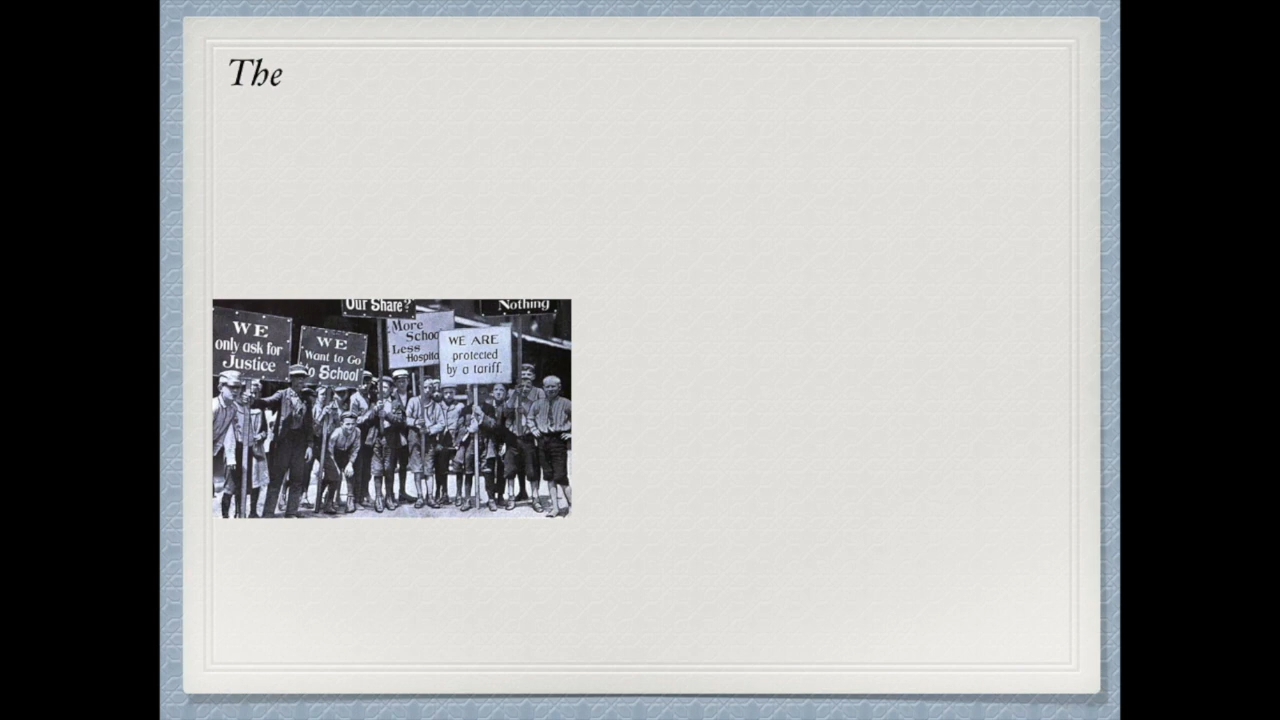 The
Our Share?
Nothing
WE
only ask for
Justice
WE
Want to Go
to School
More
School
Less
Hospital
WE ARE
protected
by a tariff.